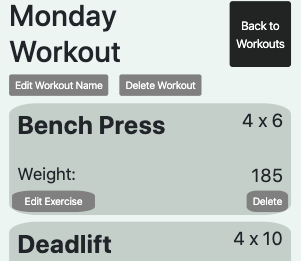 Monday
Workout
Back to
Workouts
Edit Workout Name
Delete Workout
Bench Press
4 x 6
Weight:
185
Edit Exercise
Delete
Deadlift
4 x 10